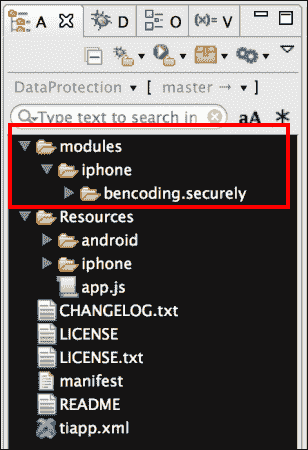 A D O (x)= V
DataProtection [ master → ]
Type text to search in aA *
modules
iphone
bencoding.securely
Resources
android
iphone
app.js
CHANGELOG.txt
LICENSE
LICENSE.txt
manifest
README
tiapp.xml